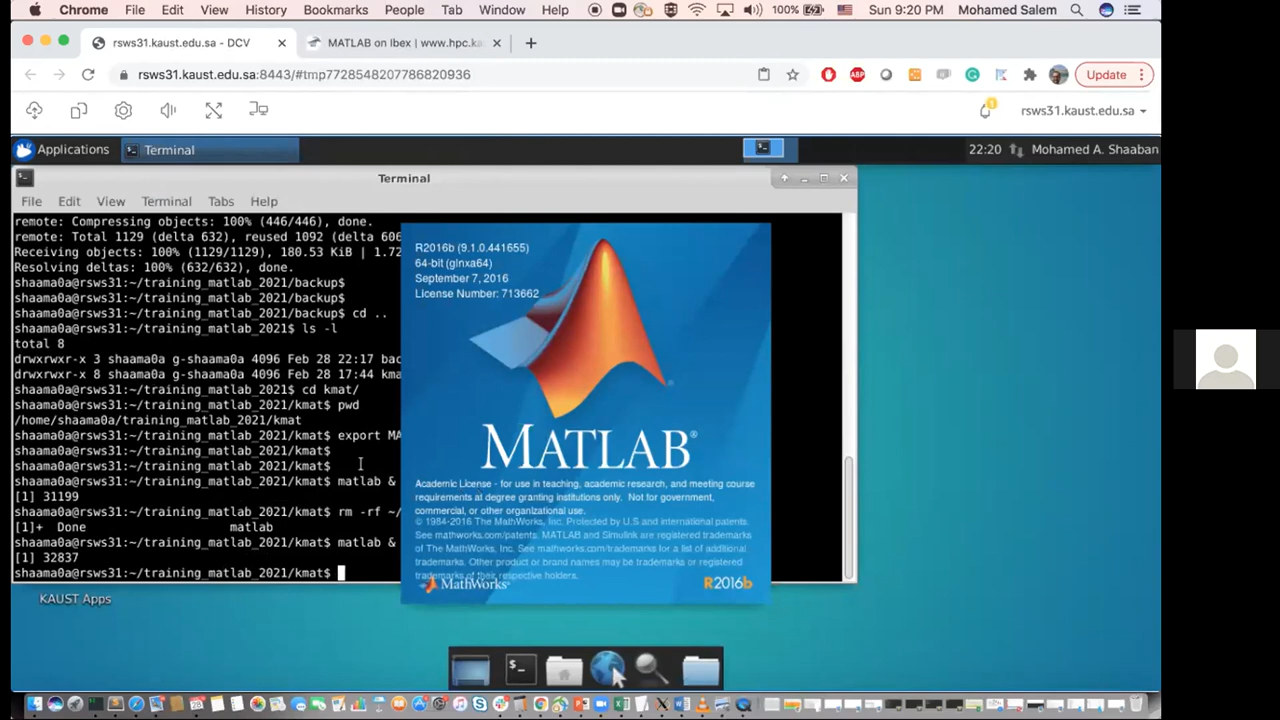 Chrome File Edit View History Bookmarks People Tab Window Help 100% Sun 9:20 PM Mohamed Salem
rsws31.kaust.edu.sa - DCV MATLAB on Ibex | www.hpc.ka
rsws31.kaust.edu.sa:8443/#tmp7728548207786820936 ABP Update
1 rsws31.kaust.edu.sa
Applications Terminal 22:20 Mohamed A. Shaaban
Terminal
File Edit View Terminal Tabs Help
remote: Compressing objects: 100% (446/446), done.
remote: Total 1129 (delta 632), reused 1092 (delta 606
Receiving objects: 100% (1129/1129), 180.53 KiB | 1.72
Resolving deltas: 100% (632/632), done.
shaama0a@rsws31:~/training_matlab_2021/backup$
shaama0a@rsws31:~/training_matlab_2021/backup$
shaama0a@rsws31:~/training_matlab_2021/backup$ cd ..
shaama0a@rsws31:~/training_matlab_2021$ ls -l
total 8
drwxrwxr-x 3 shaama0a g-shaama0a 4096 Feb 28 22:17 bac
drwxrwxr-x 8 shaama0a g-shaama0a 4096 Feb 28 17:44 kma
shaama0a@rsws31:~/training_matlab_2021$ cd kmat/
shaama0a@rsws31:~/training_matlab_2021/kmat$ pwd
/home/shaama0a/training_matlab_2021/kmat
shaama0a@rsws31:~/training_matlab_2021/kmat$ export MA
shaama0a@rsws31:~/training_matlab_2021/kmat$
shaama0a@rsws31:~/training_matlab_2021/kmat$
shaama0a@rsws31:~/training_matlab_2021/kmat$ matlab &
[1] 31199
shaama0a@rsws31:~/training_matlab_2021/kmat$ rm -rf ~/
[1]+ Done matlab
shaama0a@rsws31:~/training_matlab_2021/kmat$ matlab &
[1] 32837
shaama0a@rsws31:~/training_matlab_2021/kmat$
R2016b (9.1.0.441655)
64-bit (glnxa64)
September 7, 2016
License Number: 713662
MATLAB®
Academic License - for use in teaching, academic research, and meeting course
requirements at degree granting institutions only. Not for government,
commercial, or other organizational use.
© 1984-2016 The MathWorks, Inc. Protected by U.S and international patents.
See mathworks.com/patents. MATLAB and Simulink are registered trademarks
of The MathWorks, Inc. See mathworks.com/trademarks for a list of additional
trademarks. Other product or brand names may be trademarks or registered
trademarks of their respective holders.
MathWorks® R2016b
KAUST Apps